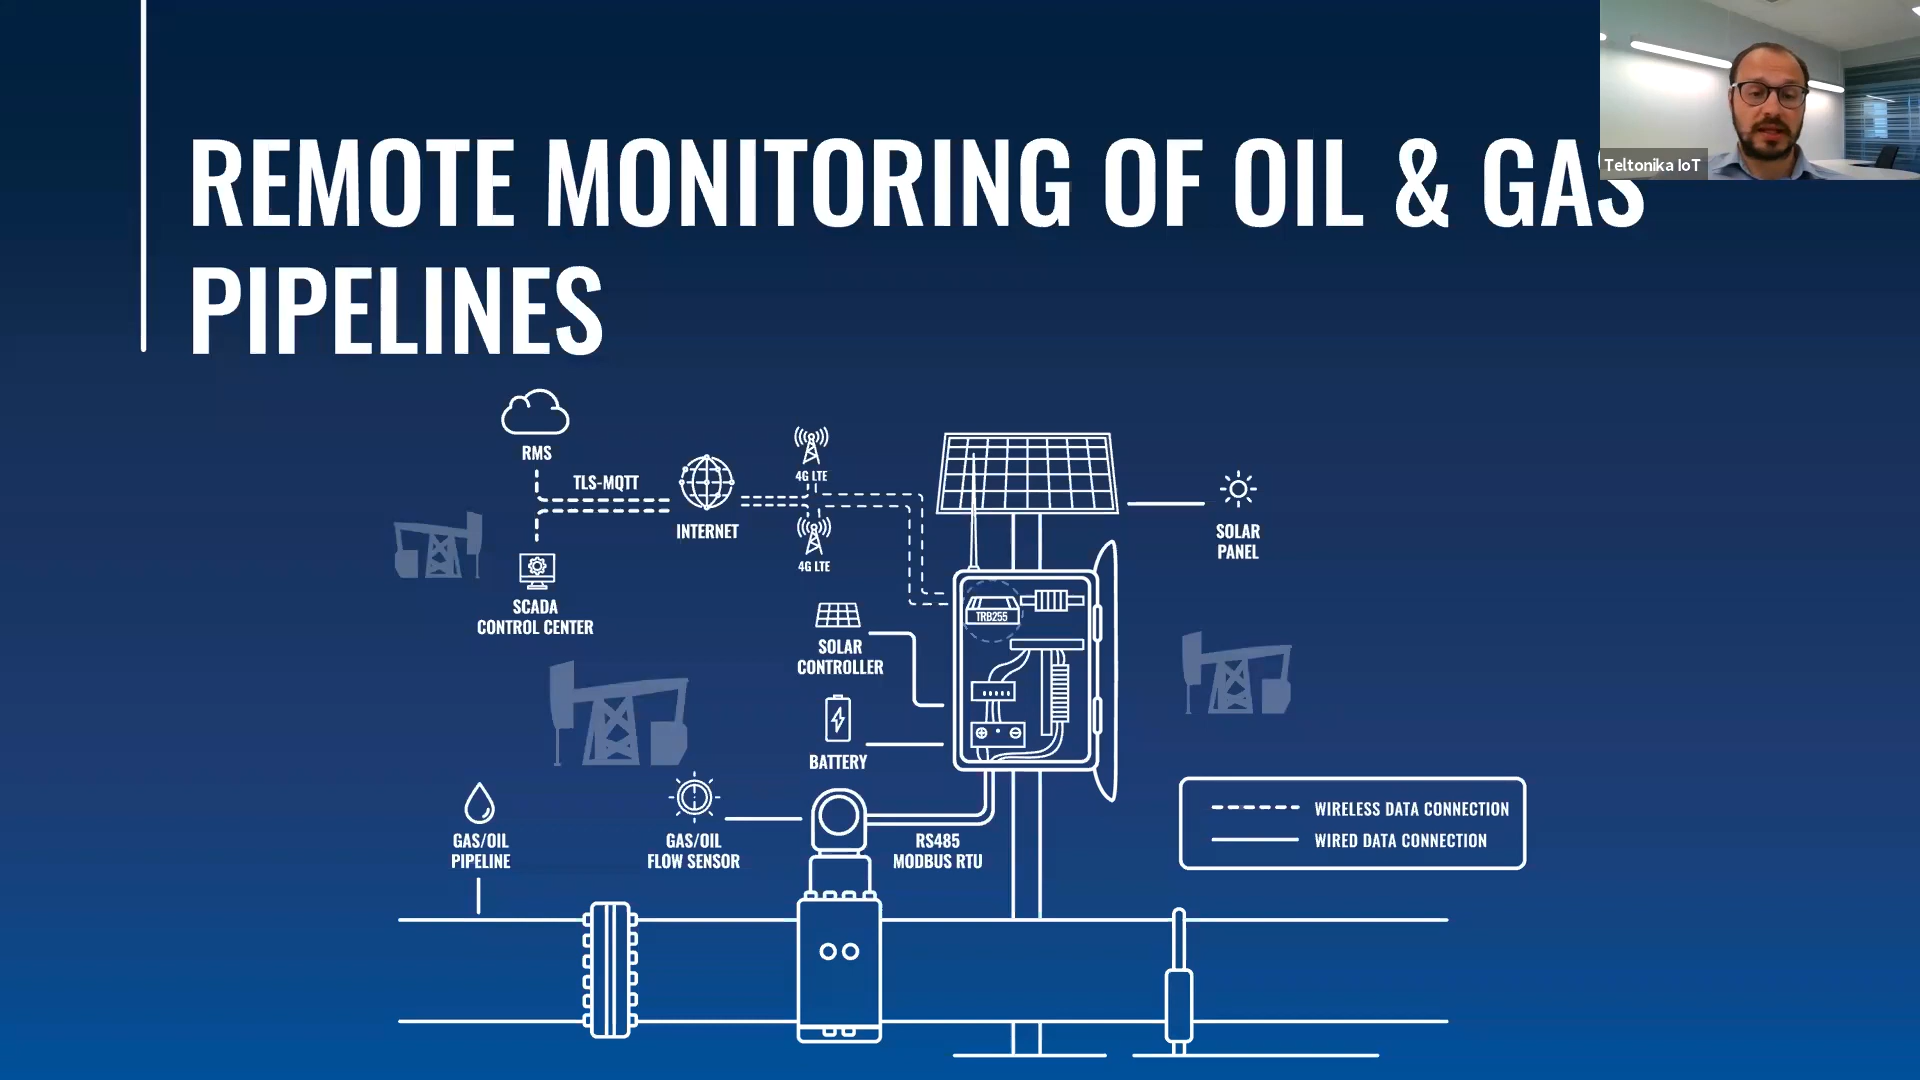 REMOTE MONITORING OF OIL & GAS
PIPELINES
Teltonika IoT
RMS
TLS-MQTT
INTERNET
4G LTE
4G LTE
SOLAR
PANEL
SCADA
CONTROL CENTER
TRB255
SOLAR
CONTROLLER
BATTERY
GAS/OIL
PIPELINE
GAS/OIL
FLOW SENSOR
RS485
MODBUS RTU
WIRELESS DATA CONNECTION
WIRED DATA CONNECTION